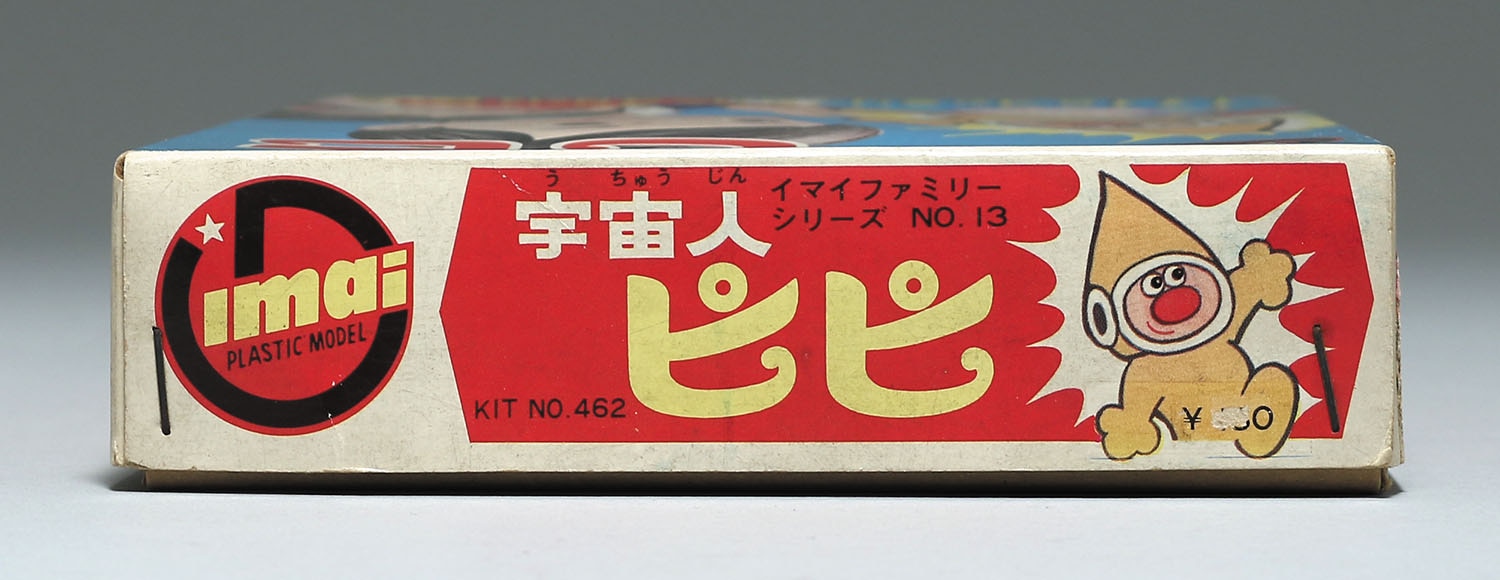 imai
PLASTIC MODEL
う ちゅう じん
宇宙人
イマイファミリー
シリーズ NO.13
ピピ
KIT NO.462